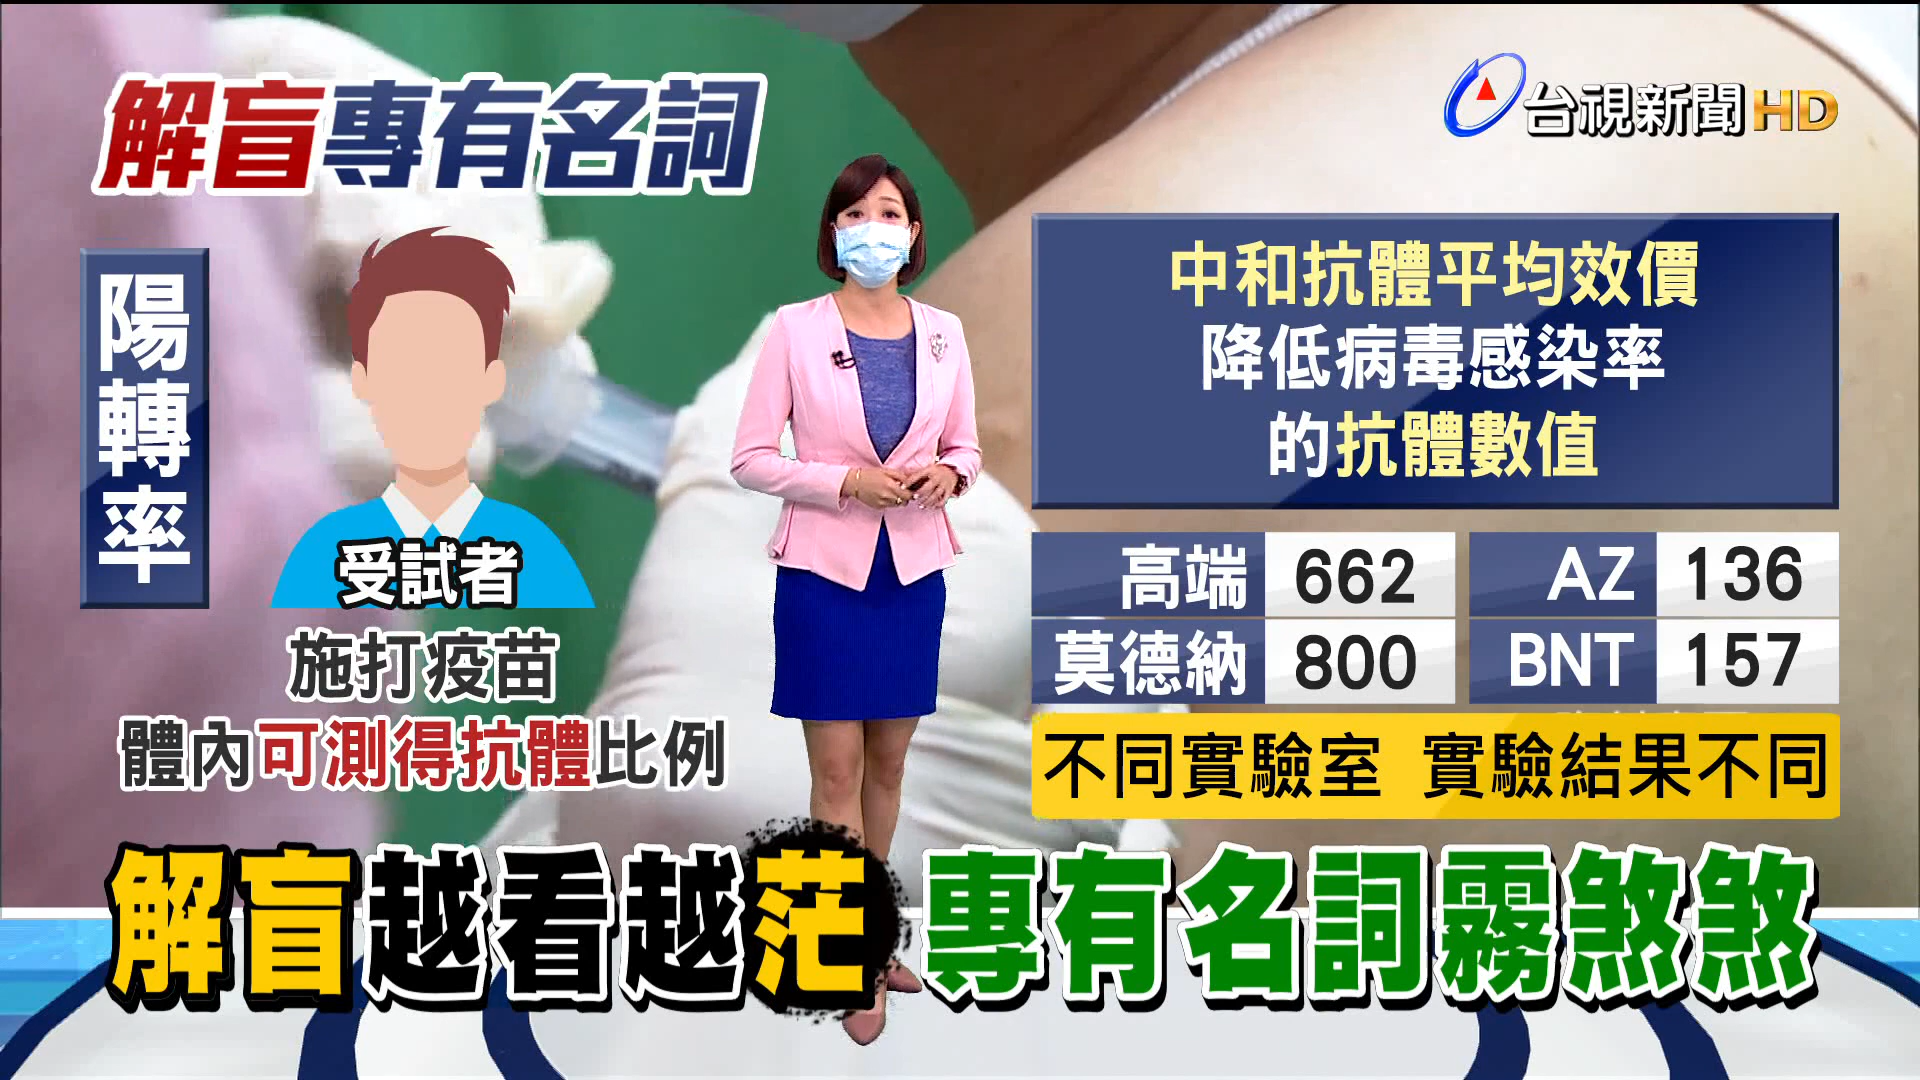 解盲專有名詞
台視新聞HD
陽轉率
受試者
施打疫苗
體內可測得抗體比例
中和抗體平均效價
降低病毒感染率
的抗體數值
高端 662 AZ 136
莫德納 800 BNT 157
不同實驗室 實驗結果不同
解盲越看越茫 專有名詞霧煞煞